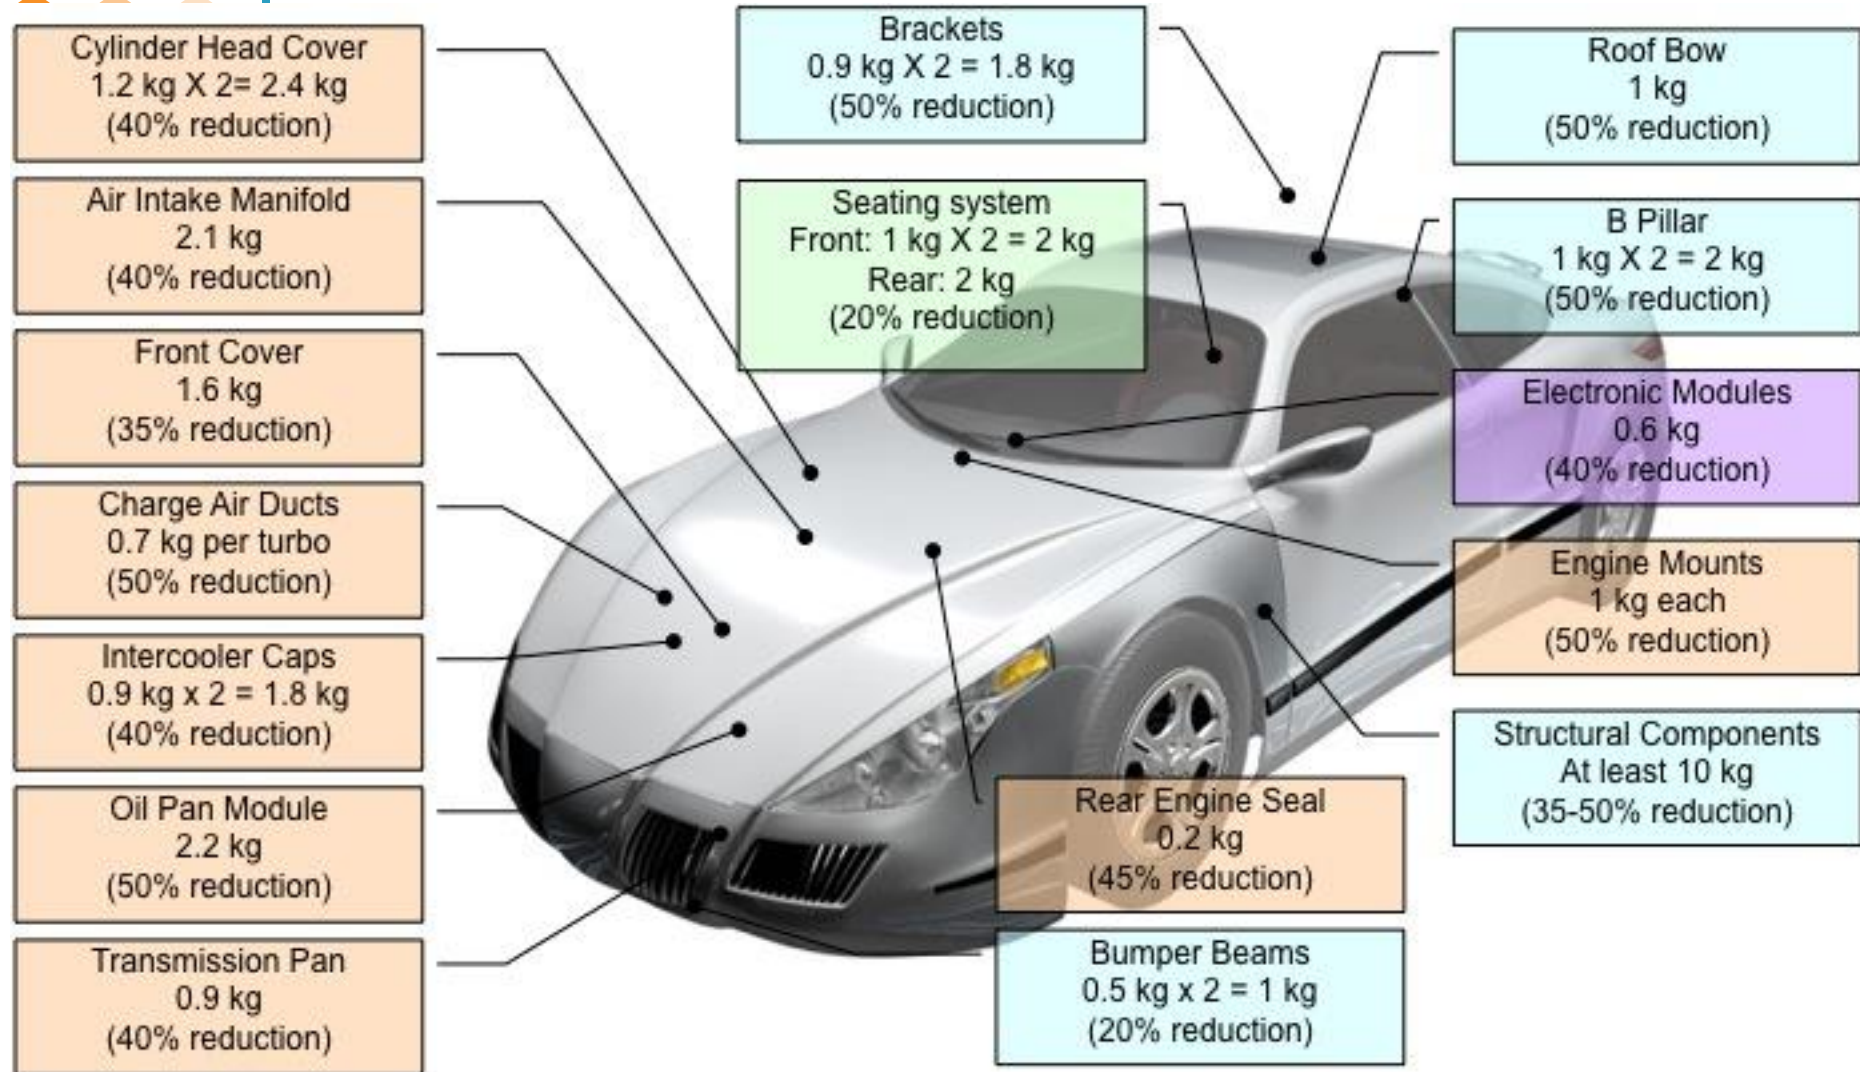 Cylinder Head Cover
1.2 kg X 2= 2.4 kg
(40% reduction)
Air Intake Manifold
2.1 kg
(40% reduction)
Front Cover
1.6 kg
(35% reduction)
Charge Air Ducts
0.7 kg per turbo
(50% reduction)
Intercooler Caps
0.9 kg x 2 = 1.8 kg
(40% reduction)
Oil Pan Module
2.2 kg
(50% reduction)
Transmission Pan
0.9 kg
(40% reduction)
Brackets
0.9 kg X 2 = 1.8 kg
(50% reduction)
Seating system
Front: 1 kg X 2 = 2 kg
Rear: 2 kg
(20% reduction)
Rear Engine Seal
0.2 kg
(45% reduction)
Bumper Beams
0.5 kg x 2 = 1 kg
(20% reduction)
Roof Bow
1 kg
(50% reduction)
B Pillar
1 kg X 2 = 2 kg
(50% reduction)
Electronic Modules
0.6 kg
(40% reduction)
Engine Mounts
1 kg each
(50% reduction)
Structural Components
At least 10 kg
(35-50% reduction)